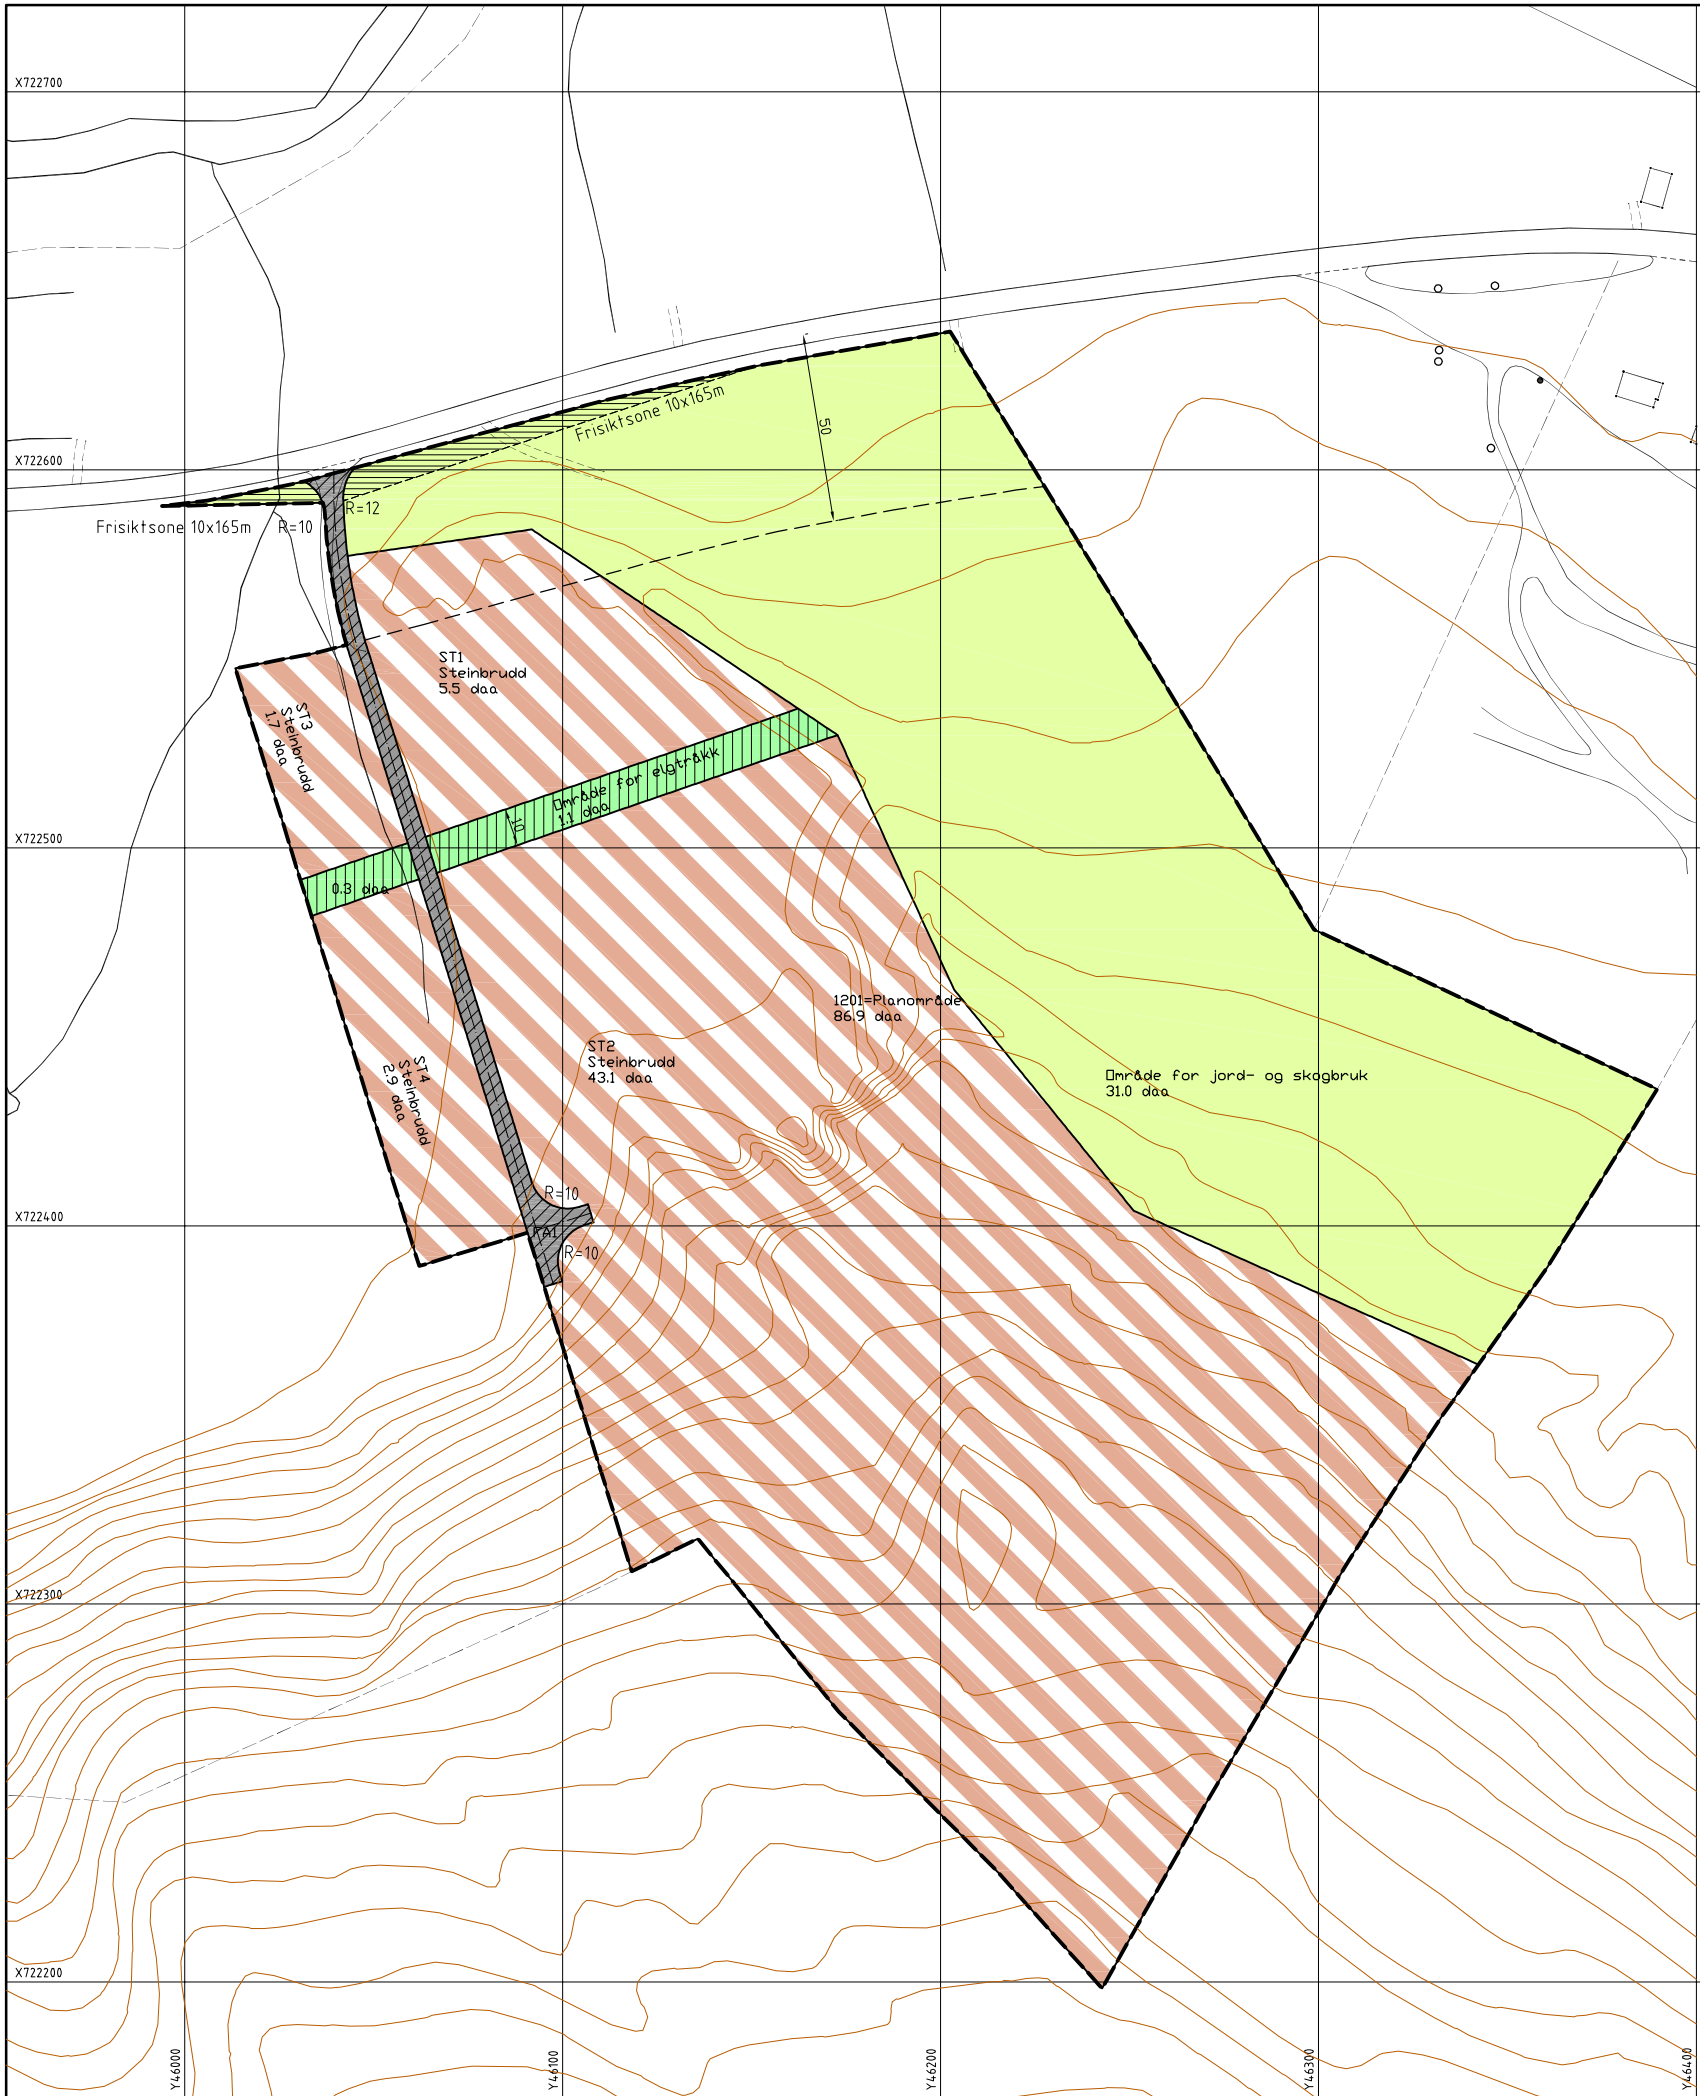 X722700
Frisiktsone 10x165m
50
X722600
R=12
Frisiktsone 10x165m
R=10
ST1
Steinbrudd
5.5 daa
ST3
Steinbrudd
1.7 daa
Område for elgtråkk
1.1 daa
10
X722500
0.3 daa
1201=Planområde
86.9 daa
ST2
Steinbrudd
43.1 daa
ST4
Steinbrudd
2.9 daa
Område for jord- og skogbruk
31.0 daa
R=10
X722400
FA1
R=10
X722300
X722200
Y46000
Y46100
Y46200
Y46300
Y46400